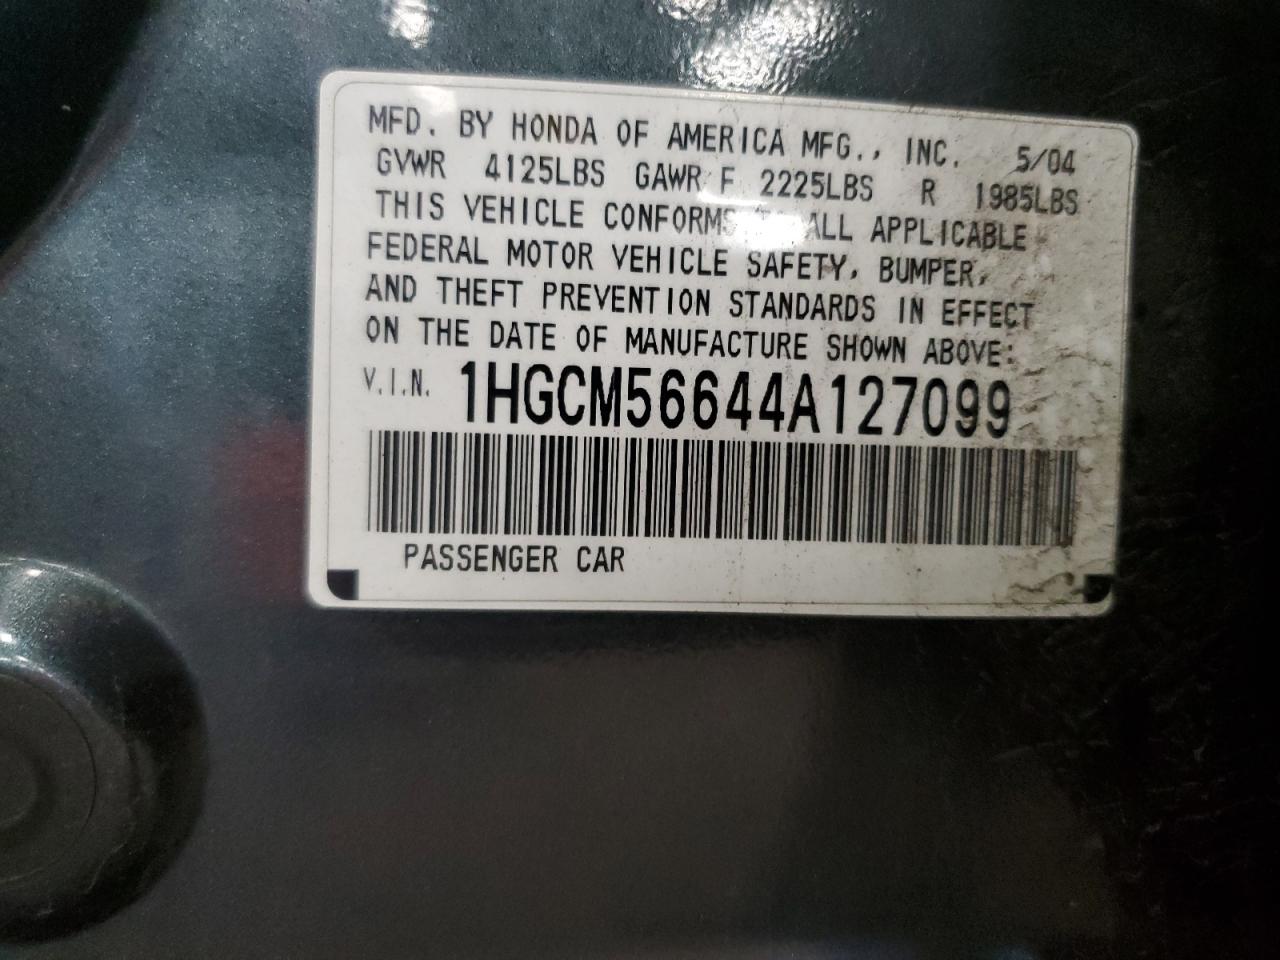 MFD. BY HONDA OF AMERICA MFG., INC. 5/04
GVWR 4125LBS GAWR F 2225LBS R 1985LBS
THIS VEHICLE CONFORMS TO ALL APPLICABLE
FEDERAL MOTOR VEHICLE SAFETY, BUMPER,
AND THEFT PREVENTION STANDARDS IN EFFECT
ON THE DATE OF MANUFACTURE SHOWN ABOVE:
V.I.N. 1HGCM56644A127099
PASSENGER CAR